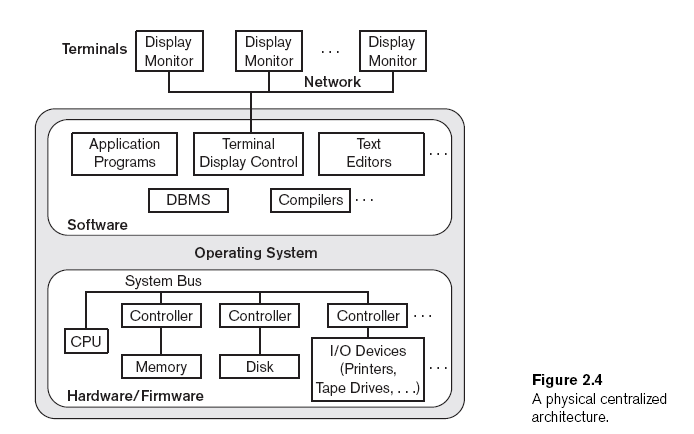 Terminals
Display
Monitor
Display
Monitor
. . .
Display
Monitor
Network
Application
Programs
Terminal
Display Control
Text
Editors
. . .
DBMS
Compilers
. . .
Software
Operating System
System Bus
Controller
Controller
Controller
. . .
CPU
Memory
Disk
I/O Devices
(Printers,
Tape Drives, . . .)
. . .
Hardware/Firmware
Figure 2.4
A physical centralized
architecture.